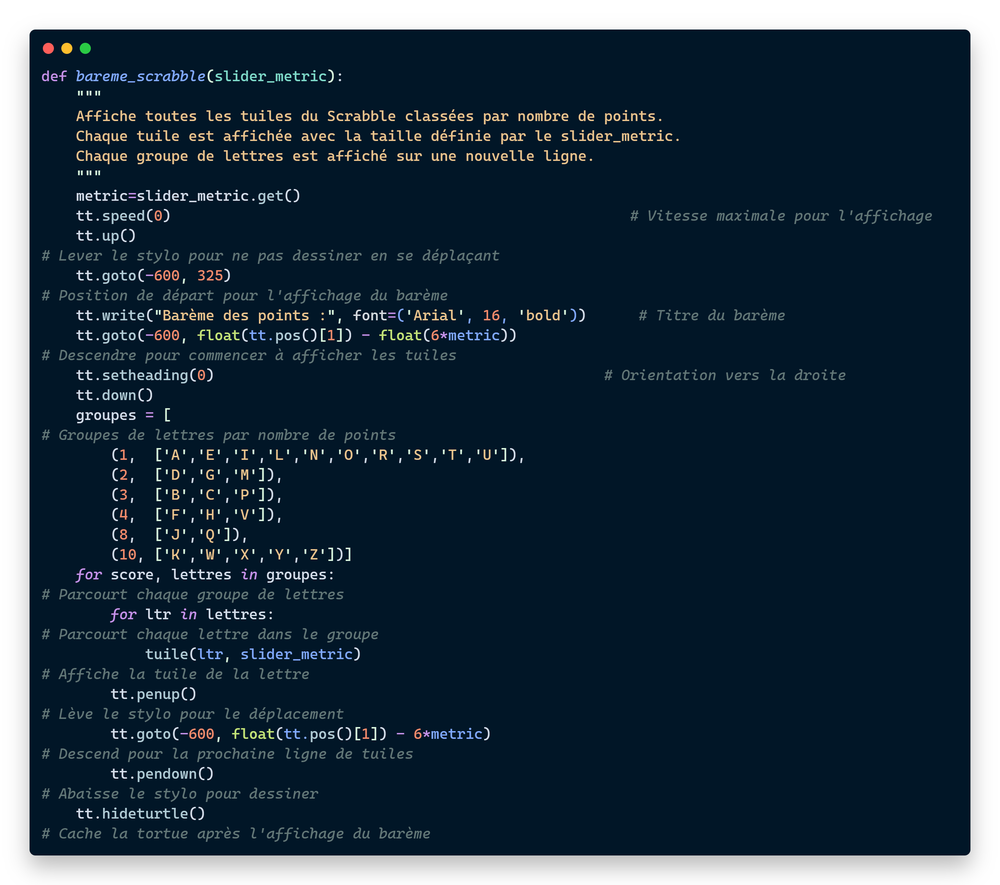 def bareme_scrabble(slider_metric):
    """
    Affiche toutes les tuiles du Scrabble classées par nombre de points.
    Chaque tuile est affichée avec la taille définie par le slider_metric.
    Chaque groupe de lettres est affiché sur une nouvelle ligne.
    """
    metric=slider_metric.get()
    tt.speed(0)                                                     # Vitesse maximale pour l'affichage
    tt.up()
# Lever le stylo pour ne pas dessiner en se déplaçant
    tt.goto(-600, 325)
# Position de départ pour l'affichage du barème
    tt.write("Barème des points :", font=('Arial', 16, 'bold'))      # Titre du barème
    tt.goto(-600, float(tt.pos()[1]) - float(6*metric))
# Descendre pour commencer à afficher les tuiles
    tt.setheading(0)                                             # Orientation vers la droite
    tt.down()
    groupes = [
# Groupes de lettres par nombre de points
        (1,  ['A','E','I','L','N','O','R','S','T','U']),
        (2,  ['D','G','M']),
        (3,  ['B','C','P']),
        (4,  ['F','H','V']),
        (8,  ['J','Q']),
        (10, ['K','W','X','Y','Z'])]
    for score, lettres in groupes:
# Parcourt chaque groupe de lettres
        for ltr in lettres:
# Parcourt chaque lettre dans le groupe
            tuile(ltr, slider_metric)
# Affiche la tuile de la lettre
        tt.penup()
# Lève le stylo pour le déplacement
        tt.goto(-600, float(tt.pos()[1]) - 6*metric)
# Descend pour la prochaine ligne de tuiles
        tt.pendown()
# Abaisse le stylo pour dessiner
    tt.hideturtle()
# Cache la tortue après l'affichage du barème